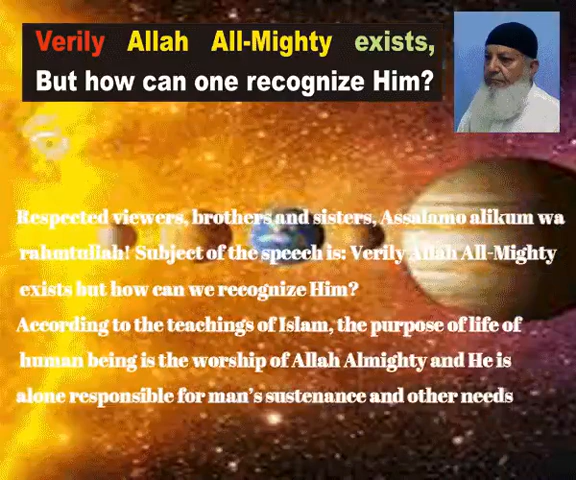 Verily Allah All-Mighty exists,
But how can one recognize Him?
Respected viewers, brothers and sisters, Assalamo alikum wa
rahmtullah! Subject of the speech is: Verily Allah All-Mighty
exists but how can we recognize Him?
According to the teachings of Islam, the purpose of life of
human being is the worship of Allah Almighty and He is
alone responsible for man's sustenance and other needs